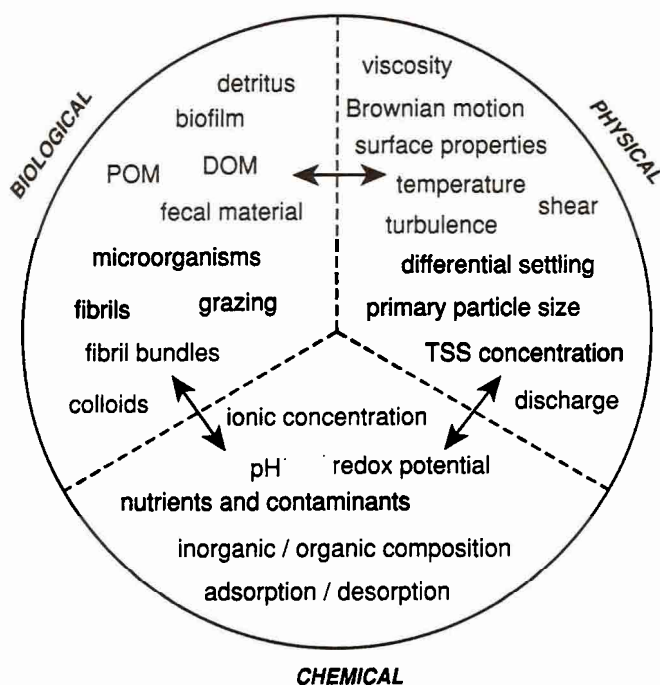 BIOLOGICAL
detritus
biofilm
POM
DOM
fecal material
microorganisms
fibrils
grazing
fibril bundles
colloids
PHYSICAL
viscosity
Brownian motion
surface properties
temperature
shear
turbulence
differential settling
primary particle size
TSS concentration
discharge
ionic concentration
pH
redox potential
nutrients and contaminants
inorganic / organic composition
adsorption / desorption
CHEMICAL